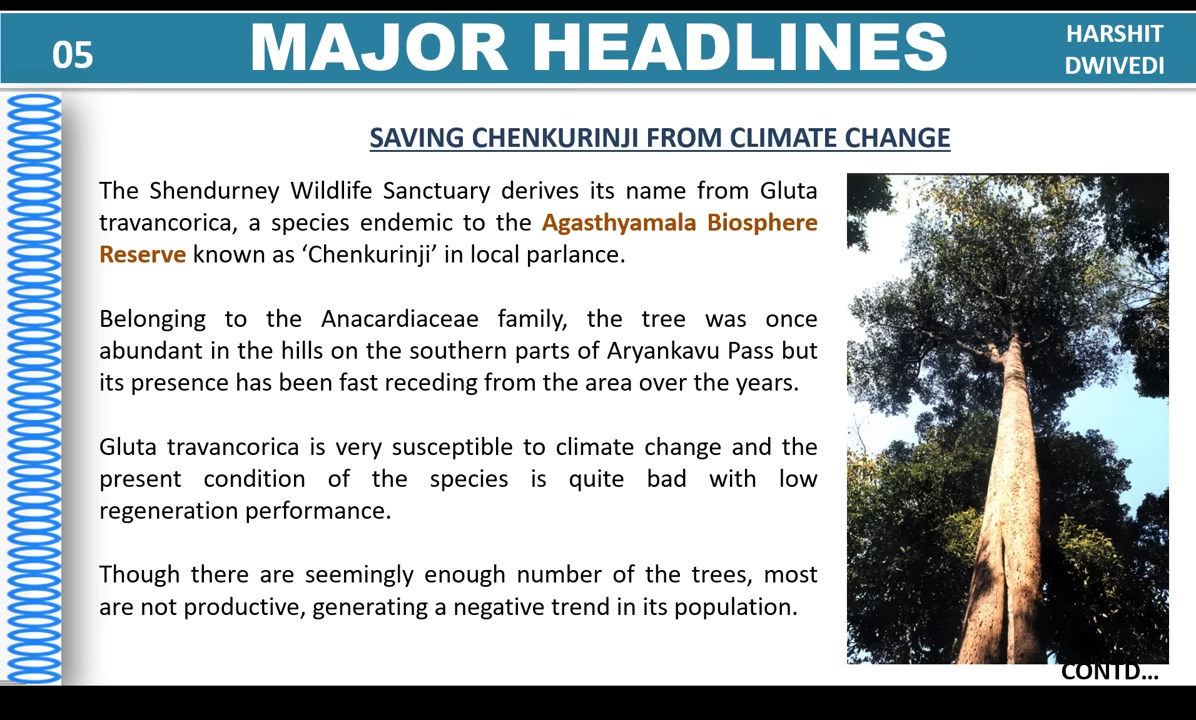 05
MAJOR HEADLINES
HARSHIT
DWIVEDI
SAVING CHENKURINJI FROM CLIMATE CHANGE
The Shendurney Wildlife Sanctuary derives its name from Gluta
travancorica, a species endemic to the Agasthyamala Biosphere
Reserve known as ‘Chenkurinji’ in local parlance.
Belonging to the Anacardiaceae family, the tree was once
abundant in the hills on the southern parts of Aryankavu Pass but
its presence has been fast receding from the area over the years.
Gluta travancorica is very susceptible to climate change and the
present condition of the species is quite bad with low
regeneration performance.
Though there are seemingly enough number of the trees, most
are not productive, generating a negative trend in its population.
CONTD...